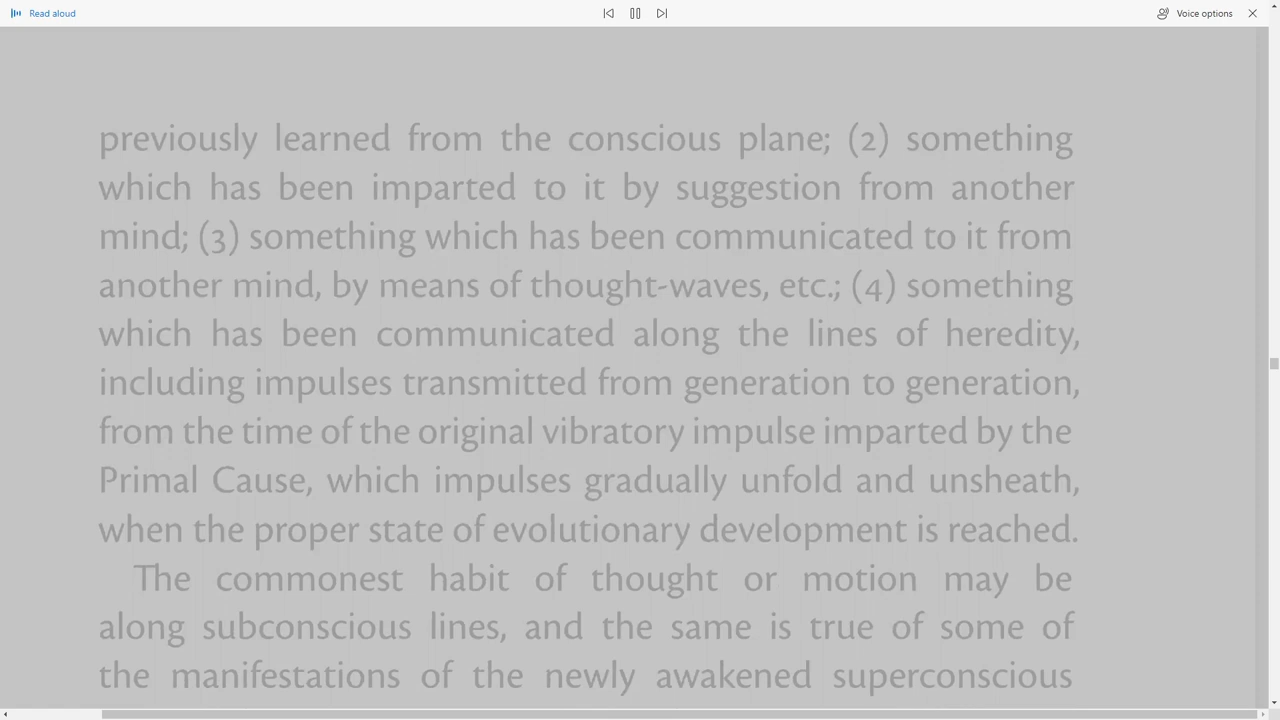 Read aloud
Voice options
previously learned from the conscious plane; (2) something
which has been imparted to it by suggestion from another
mind; (3) something which has been communicated to it from
another mind, by means of thought-waves, etc.; (4) something
which has been communicated along the lines of heredity,
including impulses transmitted from generation to generation,
from the time of the original vibratory impulse imparted by the
Primal Cause, which impulses gradually unfold and unsheath,
when the proper state of evolutionary development is reached.
The commonest habit of thought or motion may be
along subconscious lines, and the same is true of some of
the manifestations of the newly awakened superconscious